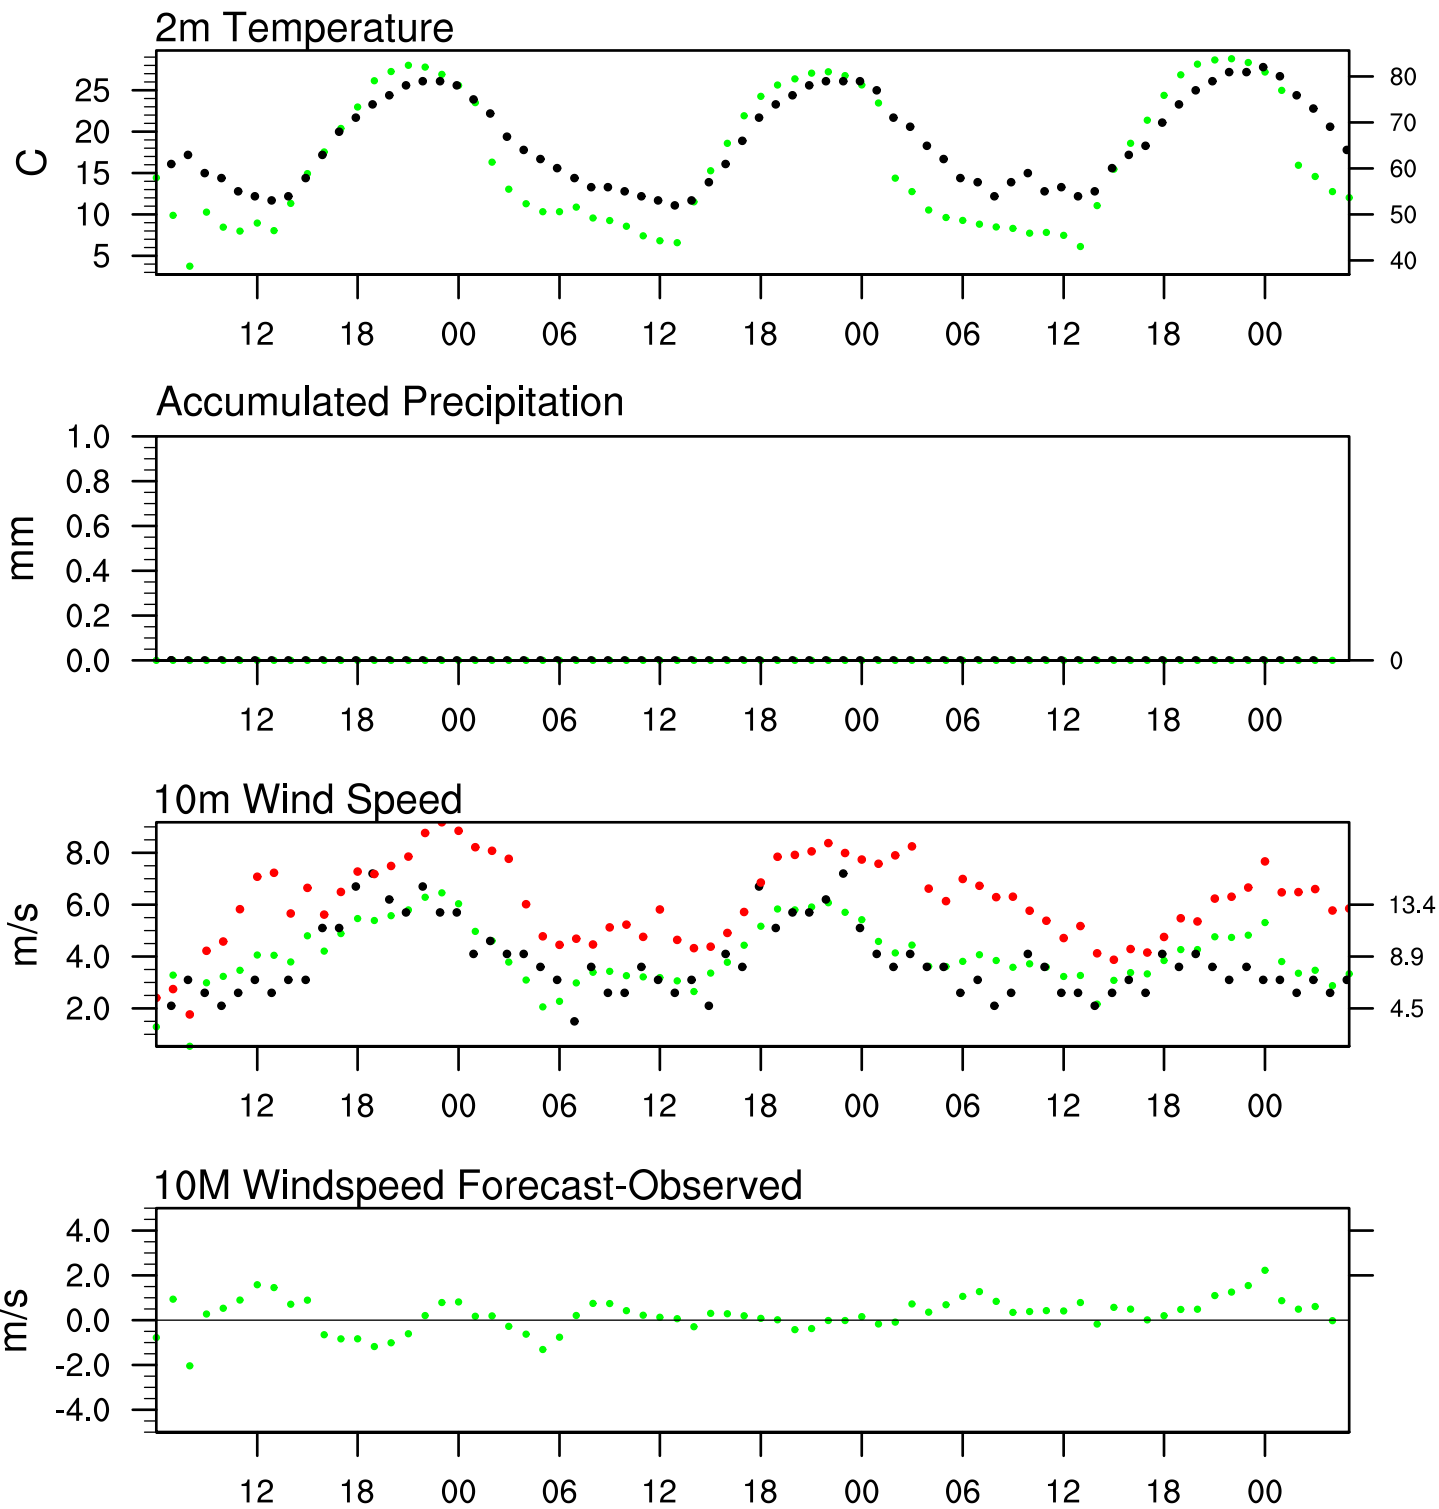 2m Temperature
C
25
20
15
10
5
80
70
60
50
40
12 18 00 06 12 18 00 06 12 18 00
Accumulated Precipitation
mm
1.0
0.8
0.6
0.4
0.2
0.0
0
12 18 00 06 12 18 00 06 12 18 00
10m Wind Speed
m/s
8.0
6.0
4.0
2.0
13.4
8.9
4.5
12 18 00 06 12 18 00 06 12 18 00
10M Windspeed Forecast-Observed
m/s
4.0
2.0
0.0
-2.0
-4.0
12 18 00 06 12 18 00 06 12 18 00